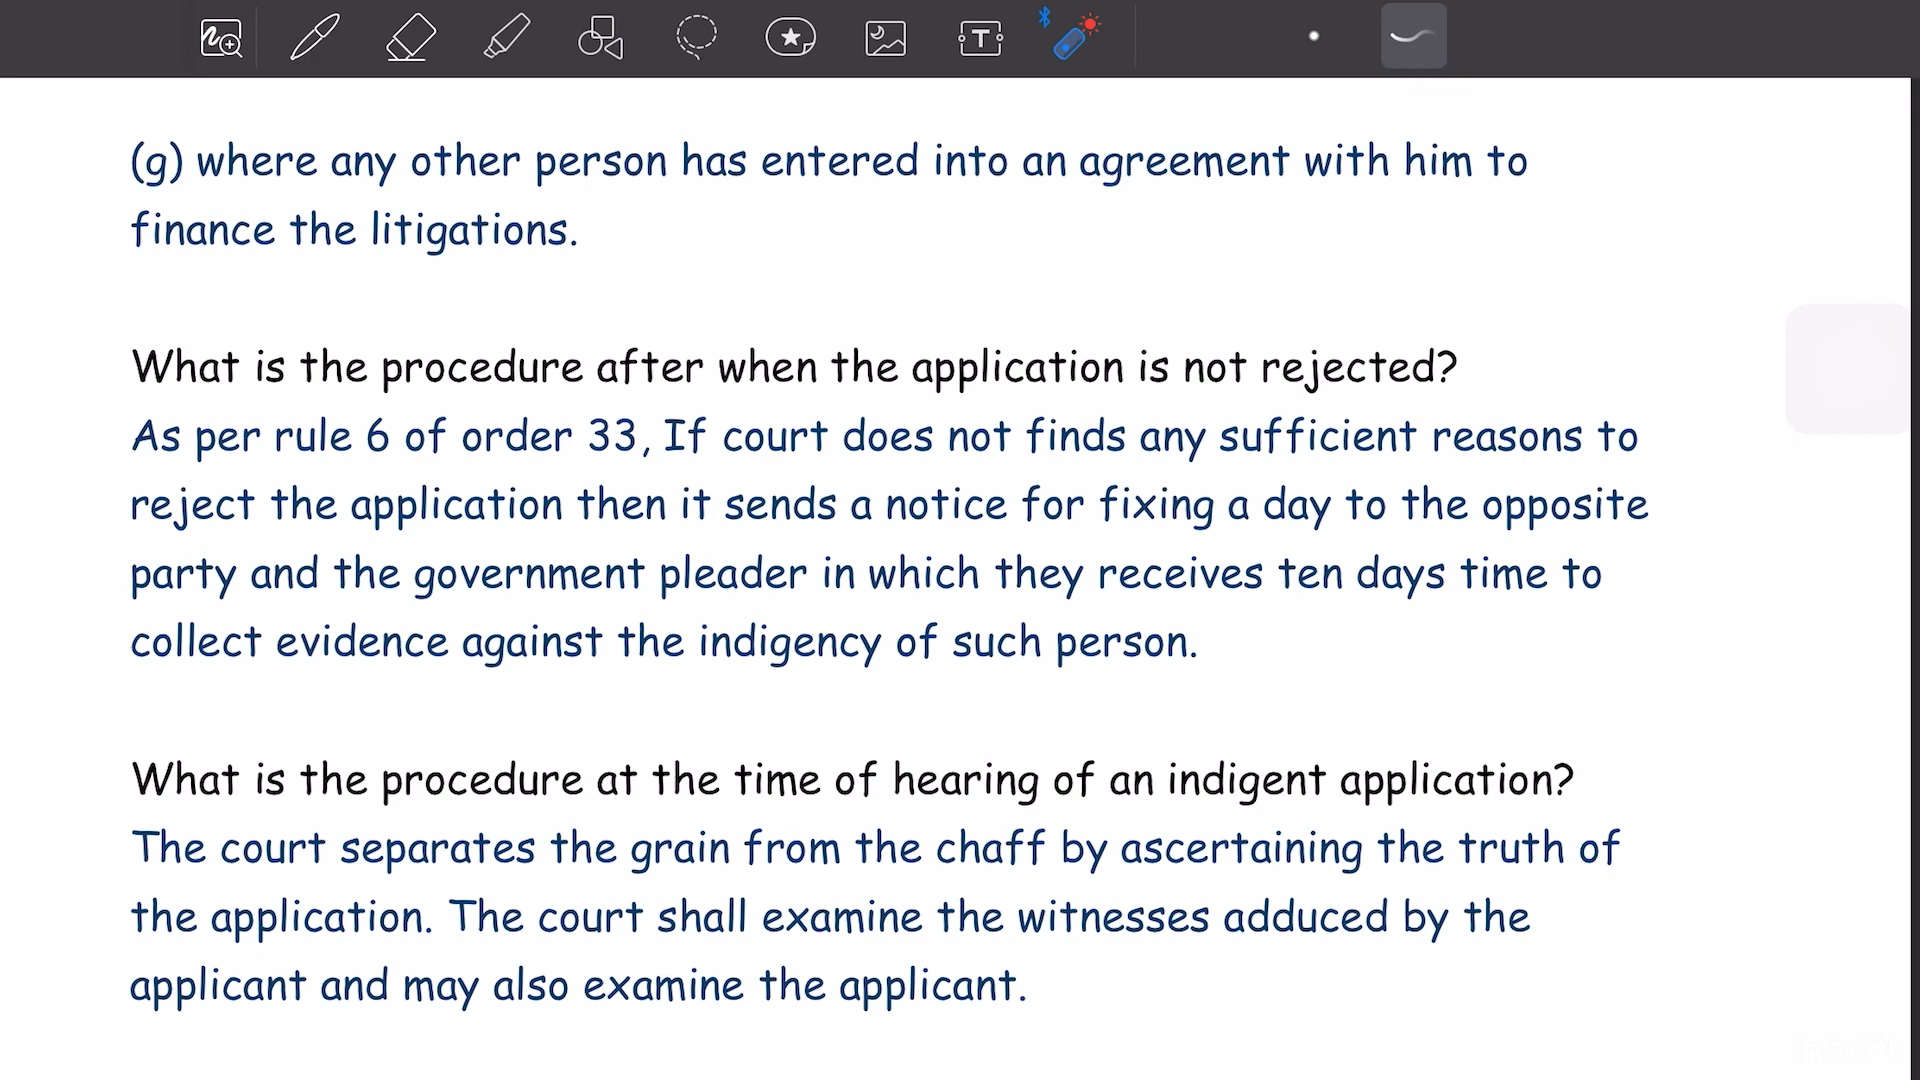 (g) where any other person has entered into an agreement with him to
finance the litigations.
What is the procedure after when the application is not rejected?
As per rule 6 of order 33, If court does not finds any sufficient reasons to
reject the application then it sends a notice for fixing a day to the opposite
party and the government pleader in which they receives ten days time to
collect evidence against the indigency of such person.
What is the procedure at the time of hearing of an indigent application?
The court separates the grain from the chaff by ascertaining the truth of
the application. The court shall examine the witnesses adduced by the
applicant and may also examine the applicant.